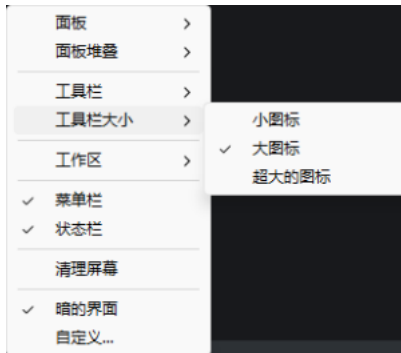 面板
面板堆叠
工具栏
工具栏大小
小图标
大图标
超大的图标
工作区
菜单栏
状态栏
清理屏幕
暗的界面
自定义...